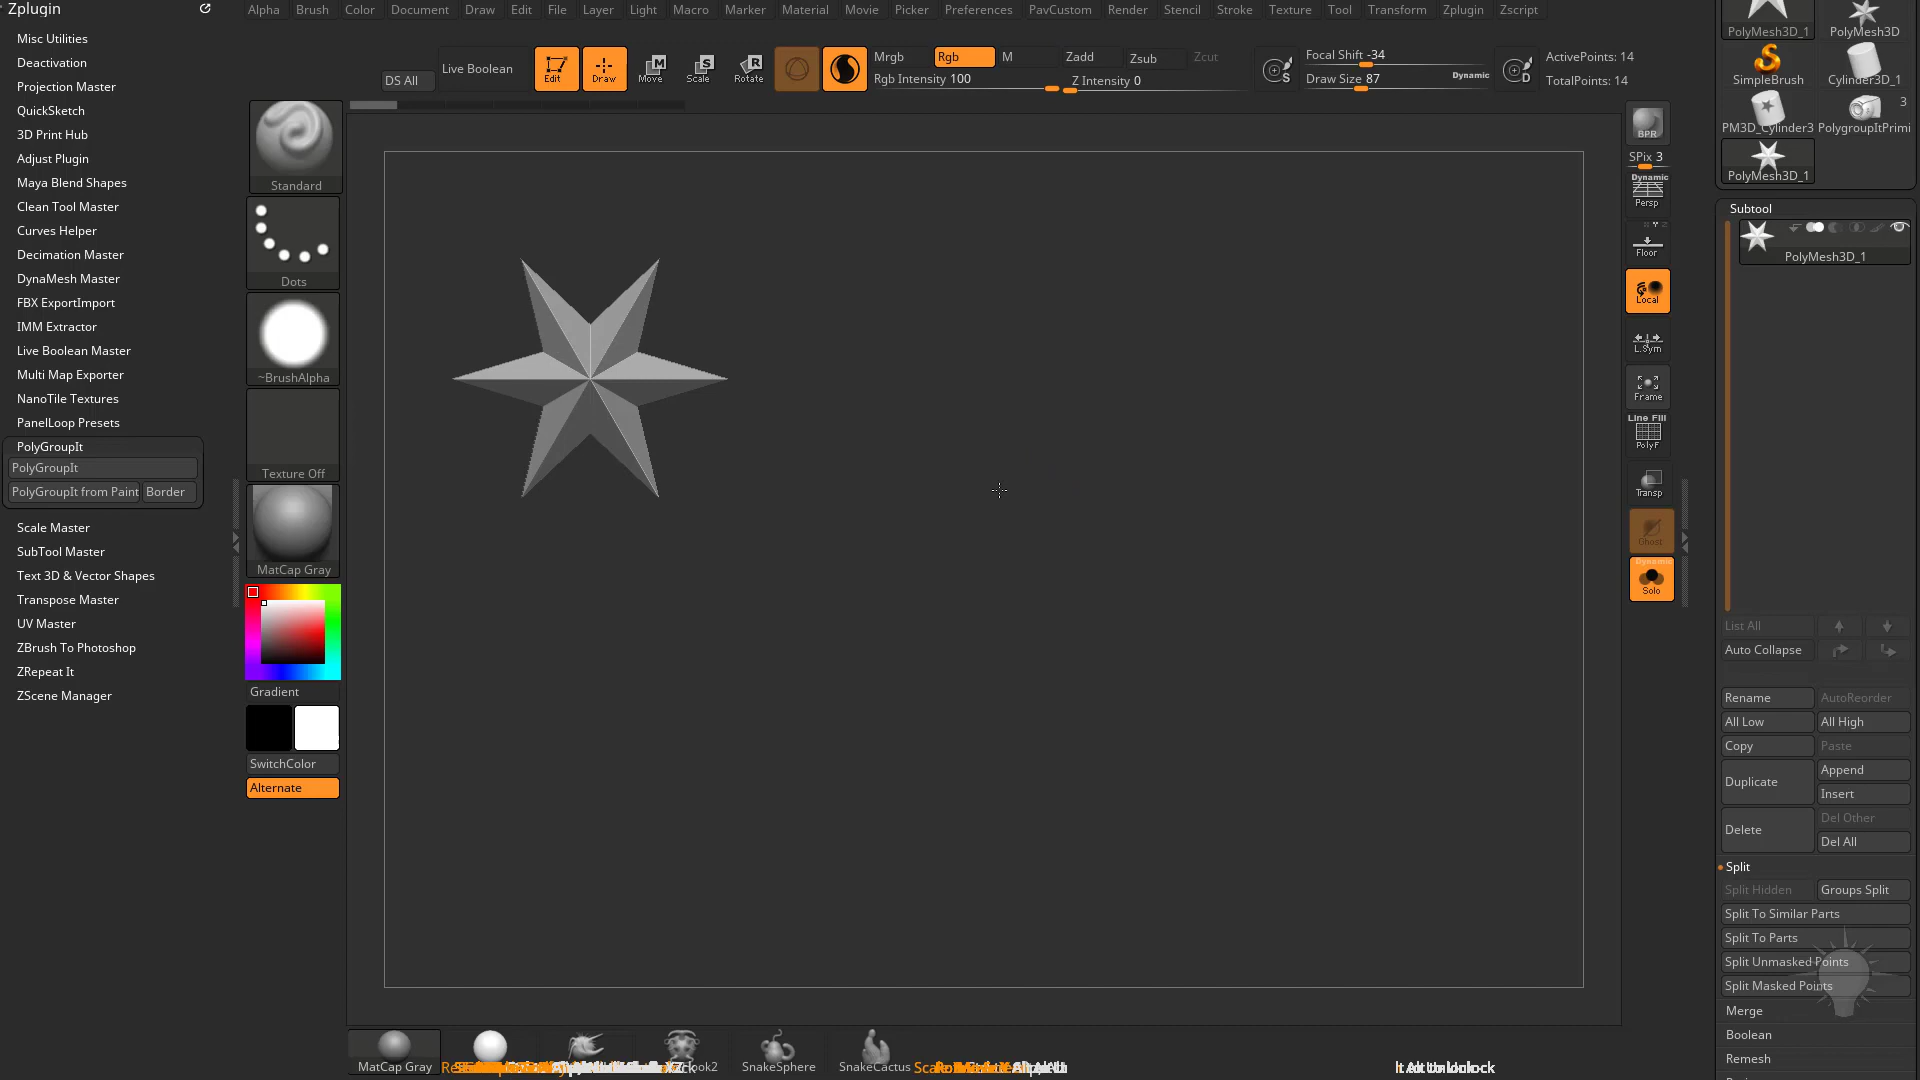 Zplugin
Alpha Brush Color Document Draw Edit File Layer Light Macro Marker Material Movie Picker Preferences PavCustom Render Stencil Stroke Texture Tool Transform Zplugin Zscript
Misc Utilities
Deactivation
Projection Master
QuickSketch
3D Print Hub
Adjust Plugin
Maya Blend Shapes
Clean Tool Master
Curves Helper
Decimation Master
DynaMesh Master
FBX ExportImport
IMM Extractor
Live Boolean Master
Multi Map Exporter
NanoTile Textures
PanelLoop Presets
PolyGroupIt
PolyGroupIt
PolyGroupIt from Paint Border
Scale Master
SubTool Master
Text 3D & Vector Shapes
Transpose Master
UV Master
ZBrush To Photoshop
ZRepeat It
ZScene Manager
DS All
Live Boolean
Edit
Draw
Move
Scale
Rotate
Mrgb Rgb M
Rgb Intensity 100
Zadd Zsub Zcut
Z Intensity 0
Focal Shift -34
Draw Size 87
Dynamic
ActivePoints: 14
TotalPoints: 14
Standard
Dots
~BrushAlpha
Texture Off
MatCap Gray
Gradient
SwitchColor
Alternate
BPR
SPix 3
Dynamic
Persp
Floor
Local
L.Sym
Frame
Line Fill
PolyF
Transp
Ghost
Dynamic
Solo
PolyMesh3D_1 PolyMesh3D
SimpleBrush Cylinder3D_1
3
PM3D_Cylinder3 PolygroupItPrimi
PolyMesh3D_1
Subtool
PolyMesh3D_1
List All
Auto Collapse
Rename AutoReorder
All Low All High
Copy Paste
Duplicate Append
Insert
Delete Del Other
Del All
Split
Split Hidden Groups Split
Split To Similar Parts
Split To Parts
Split Unmasked Points
Split Masked Points
Merge
Boolean
Remesh
MatCap Gray
SnakeSphere
SnakeCactus